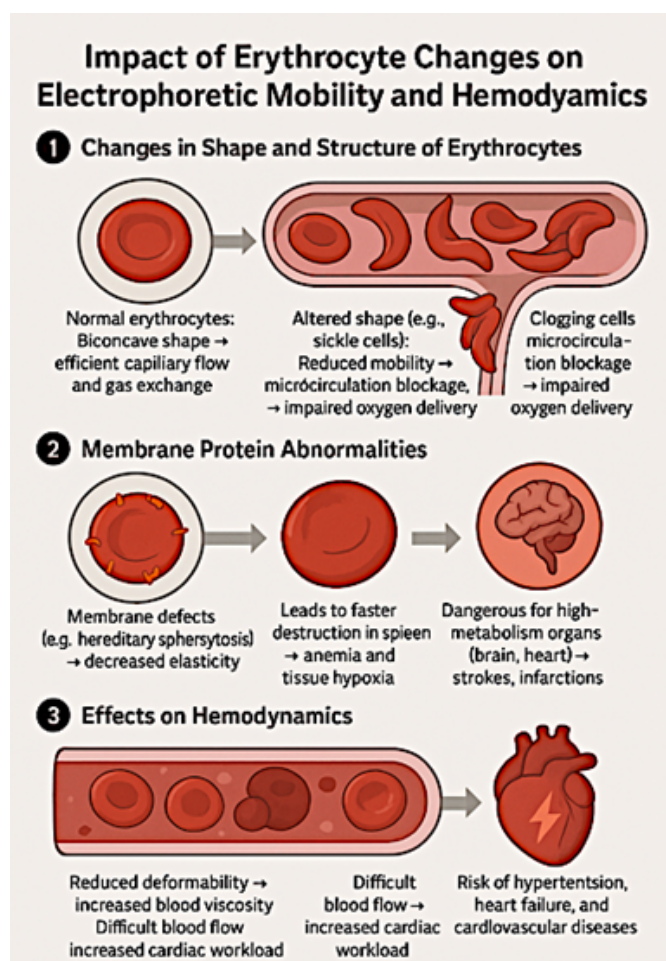 Impact of Erythrocyte Changes on
Electrophoretic Mobility and Hemodyamics
1 Changes in Shape and Structure of Erythrocytes
Normal erythrocytes:
Biconcave shape →
efficient capillary flow
and gas exchange
Altered shape (e.g.,
sickle cells):
Reduced mobility →
micrócirculation blockage,
→ impaired oxygen delivery
Clogging cells
microcircula-
tion blockage
→ impaired
oxygen delivery
2 Membrane Protein Abnormalities
Membrane defects
(e.g. hereditary sphersytosis)
→ decreased elasticity
Leads to faster
destruction in spieen
→ anemia and
tissue hypoxia
Dangerous for high-
metabolism organs
(brain, heart) →
strokes, infarctions
3 Effects on Hemodynamics
Reduced deformability →
increased blood viscosity
Difficult blood flow
increased cardiac workload
Difficult
blood flow →
increased cardiac
workload
Risk of hypertentsion,
heart failure, and
cardlovascular diseases